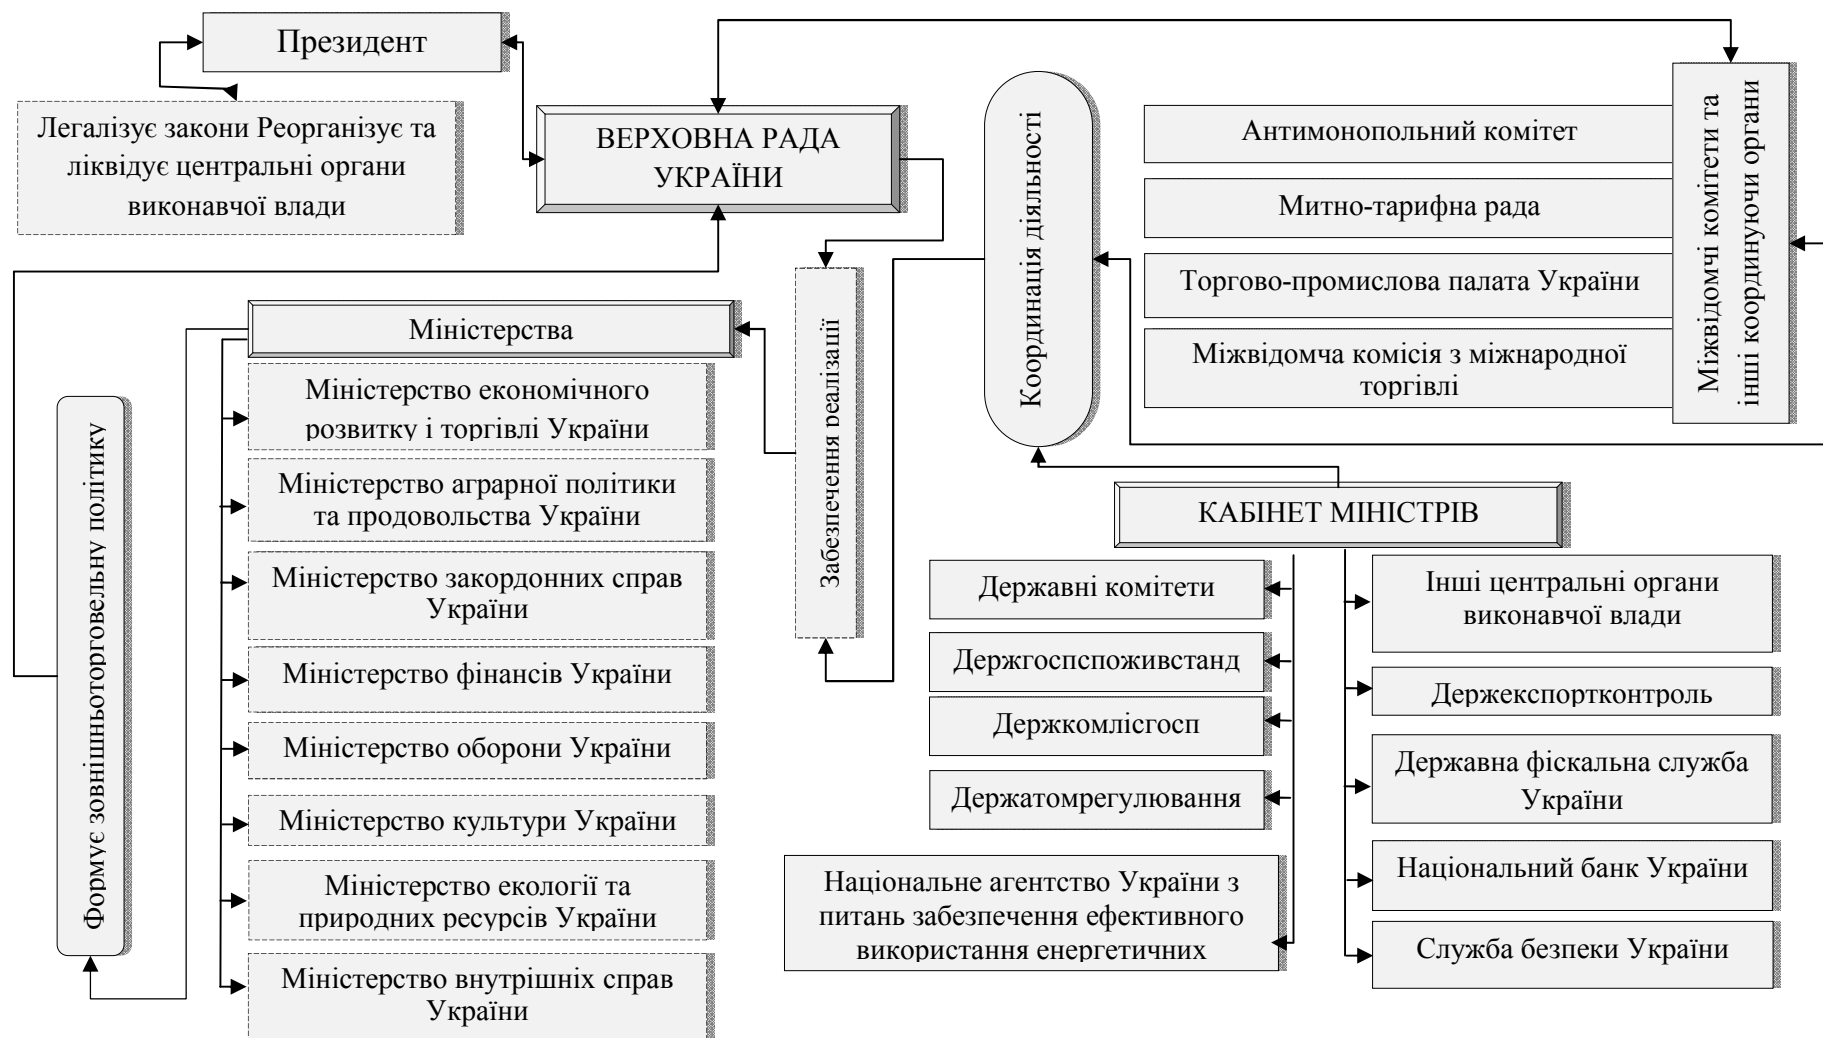 Президент
Легалізує закони Реорганізує та
ліквідує центральні органи
виконавчої влади
ВЕРХОВНА РАДА
УКРАЇНИ
Координація діяльності
Антимонопольний комітет
Митно-тарифна рада
Торгово-промислова палата України
Міжвідомча комісія з міжнародної
торгівлі
Міжвідомчі комітети та
інші координуючи органи
Забезпечення реалізації
Міністерства
Міністерство економічного
розвитку і торгівлі України
Міністерство аграрної політики
та продовольства України
Міністерство закордонних справ
України
Міністерство фінансів України
Міністерство оборони України
Міністерство культури України
Міністерство екології та
природних ресурсів України
Міністерство внутрішніх справ
України
Формує зовнішньоторговельну політику
КАБІНЕТ МІНІСТРІВ
Державні комітети
Держгоспспоживстанд
Держкомлісгосп
Держатомрегулювання
Національне агентство України з
питань забезпечення ефективного
використання енергетичних
Інші центральні органи
виконавчої влади
Держекспортконтроль
Державна фіскальна служба
України
Національний банк України
Служба безпеки України